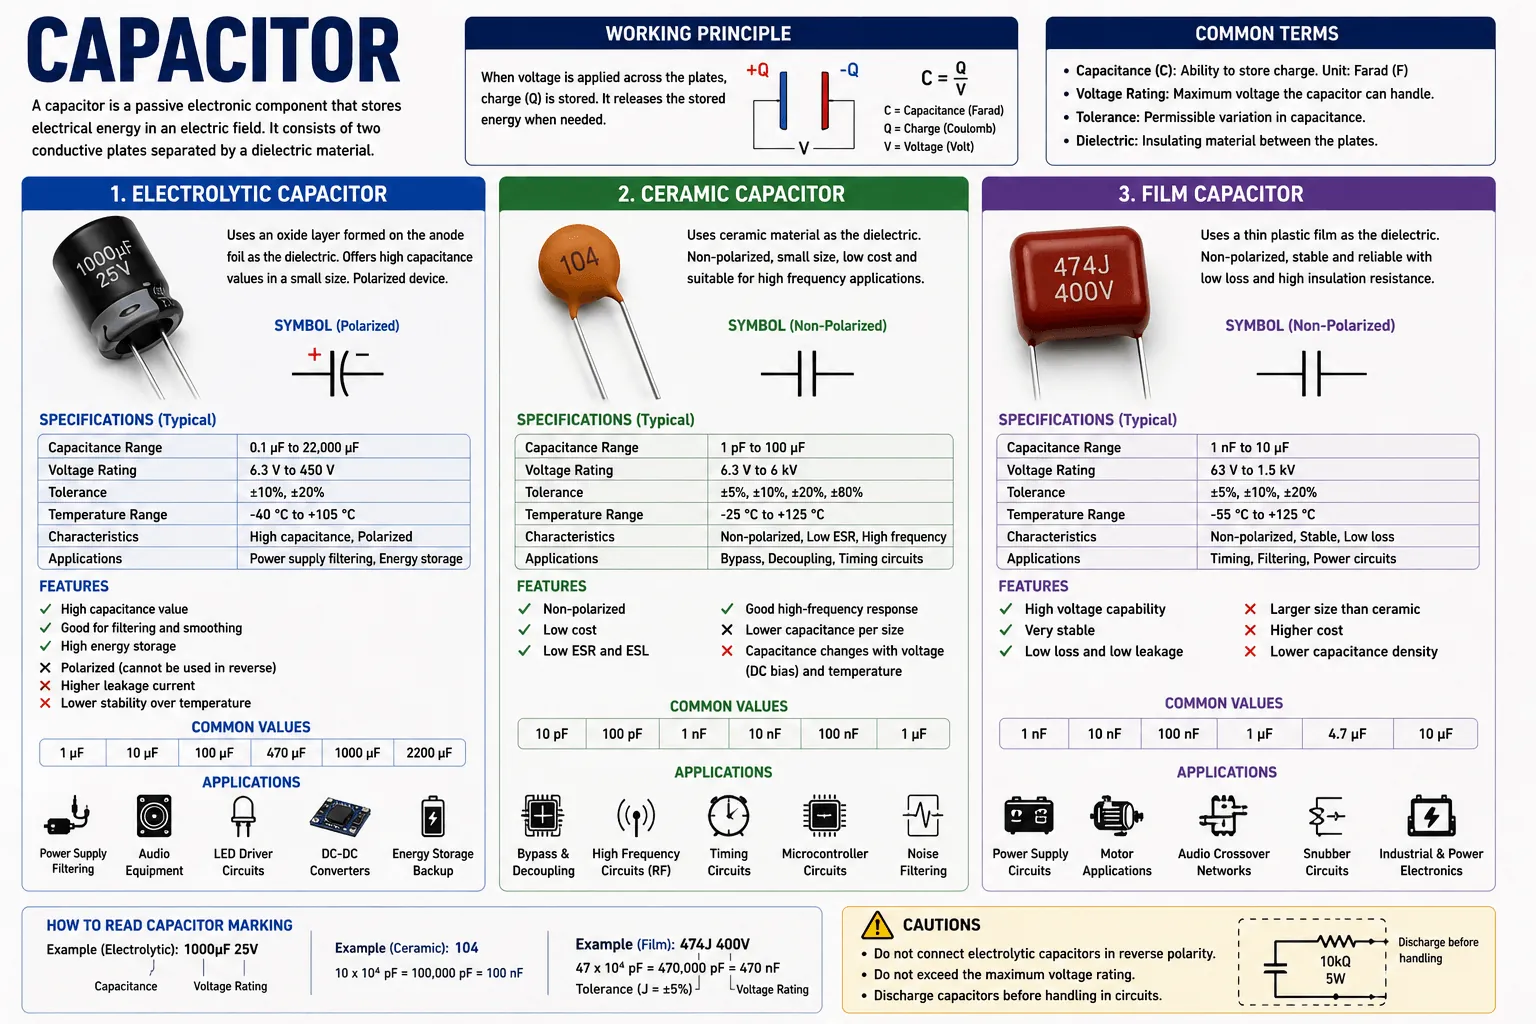 CAPACITOR
A capacitor is a passive electronic component that stores
electrical energy in an electric field. It consists of two
conductive plates separated by a dielectric material.
WORKING PRINCIPLE
When voltage is applied across the plates,
charge (Q) is stored. It releases the stored
energy when needed.
+Q -Q
V
C = Q/V
C = Capacitance (Farad)
Q = Charge (Coulomb)
V = Voltage (Volt)
COMMON TERMS
• Capacitance (C): Ability to store charge. Unit: Farad (F)
• Voltage Rating: Maximum voltage the capacitor can handle.
• Tolerance: Permissible variation in capacitance.
• Dielectric: Insulating material between the plates.
1. ELECTROLYTIC CAPACITOR
1000µF
25V
Uses an oxide layer formed on the anode
foil as the dielectric. Offers high capacitance
values in a small size. Polarized device.
SYMBOL (Polarized)
+ −
SPECIFICATIONS (Typical)
Capacitance Range 0.1 µF to 22,000 µF
Voltage Rating 6.3 V to 450 V
Tolerance ±10%, ±20%
Temperature Range -40 °C to +105 °C
Characteristics High capacitance, Polarized
Applications Power supply filtering, Energy storage
FEATURES
✓ High capacitance value
✓ Good for filtering and smoothing
✓ High energy storage
✕ Polarized (cannot be used in reverse)
✕ Higher leakage current
✕ Lower stability over temperature
COMMON VALUES
1 µF 10 µF 100 µF 470 µF 1000 µF 2200 µF
APPLICATIONS
Power Supply
Filtering
Audio
Equipment
LED Driver
Circuits
DC-DC
Converters
Energy Storage
Backup
2. CERAMIC CAPACITOR
104
Uses ceramic material as the dielectric.
Non-polarized, small size, low cost and
suitable for high frequency applications.
SYMBOL (Non-Polarized)
SPECIFICATIONS (Typical)
Capacitance Range 1 pF to 100 µF
Voltage Rating 6.3 V to 6 kV
Tolerance ±5%, ±10%, ±20%, ±80%
Temperature Range -25 °C to +125 °C
Characteristics Non-polarized, Low ESR, High frequency
Applications Bypass, Decoupling, Timing circuits
FEATURES
✓ Non-polarized
✓ Low cost
✓ Low ESR and ESL
✓ Good high-frequency response
✕ Lower capacitance per size
✕ Capacitance changes with voltage
(DC bias) and temperature
COMMON VALUES
10 pF 100 pF 1 nF 10 nF 100 nF 1 µF
APPLICATIONS
Bypass &
Decoupling
High Frequency
Circuits (RF)
Timing
Circuits
Microcontroller
Circuits
Noise
Filtering
3. FILM CAPACITOR
474J
400V
Uses a thin plastic film as the dielectric.
Non-polarized, stable and reliable with
low loss and high insulation resistance.
SYMBOL (Non-Polarized)
SPECIFICATIONS (Typical)
Capacitance Range 1 nF to 10 µF
Voltage Rating 63 V to 1.5 kV
Tolerance ±5%, ±10%, ±20%
Temperature Range -55 °C to +125 °C
Characteristics Non-polarized, Stable, Low loss
Applications Timing, Filtering, Power circuits
FEATURES
✓ High voltage capability
✓ Very stable
✓ Low loss and low leakage
✕ Larger size than ceramic
✕ Higher cost
✕ Lower capacitance density
COMMON VALUES
1 nF 10 nF 100 nF 1 µF 4.7 µF 10 µF
APPLICATIONS
Power Supply
Circuits
Motor
Applications
Audio Crossover
Networks
Snubber
Circuits
Industrial & Power
Electronics
HOW TO READ CAPACITOR MARKING
Example (Electrolytic): 1000µF 25V
Capacitance Voltage Rating
Example (Ceramic): 104
10 x 10⁴ pF = 100,000 pF = 100 nF
Example (Film): 474J 400V
47 x 10⁴ pF = 470,000 pF = 470 nF
Tolerance (J = ±5%) Voltage Rating
CAUTIONS
• Do not connect electrolytic capacitors in reverse polarity.
• Do not exceed the maximum voltage rating.
• Discharge capacitors before handling in circuits.
10kΩ
5W
Discharge before
handling